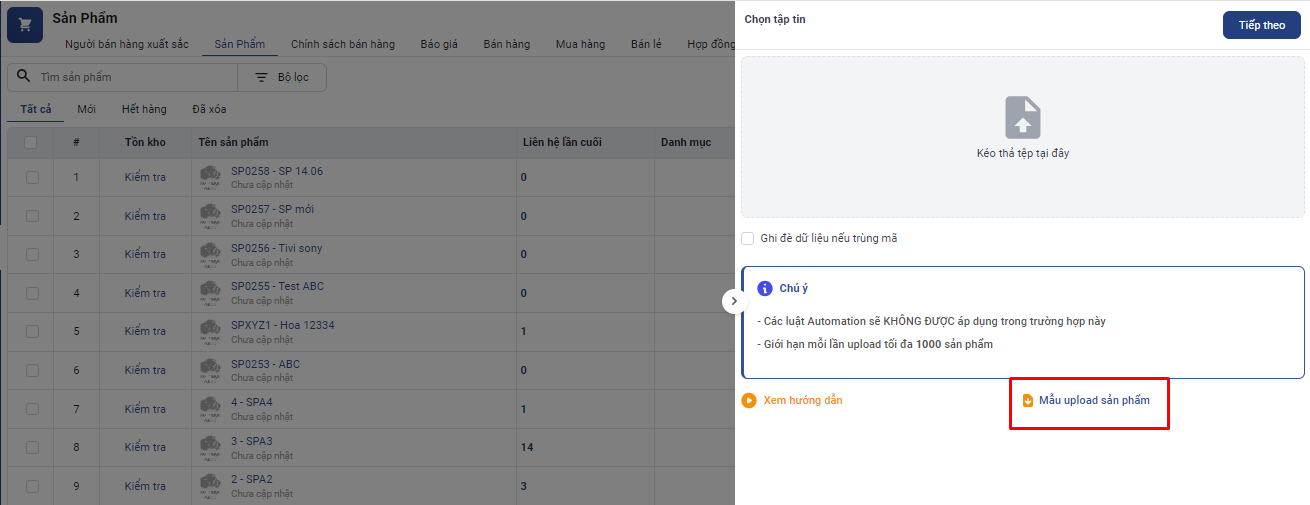 Sản Phẩm
Người bán hàng xuất sắc Sản Phẩm Chính sách bán hàng Báo giá Bán hàng Mua hàng Bán lẻ Hợp đồng
Tìm sản phẩm Bộ lọc
Tất cả Mới Hết hàng Đã xóa
# Tồn kho Tên sản phẩm Liên hệ lần cuối Danh mục
1 Kiểm tra SP0258 - SP 14.06 0
Chưa cập nhật
2 Kiểm tra SP0257 - SP mới 0
Chưa cập nhật
3 Kiểm tra SP0256 - Tivi sony 0
Chưa cập nhật
4 Kiểm tra SP0255 - Test ABC 0
Chưa cập nhật
5 Kiểm tra SPXYZ1 - Hoa 12334 1
Chưa cập nhật
6 Kiểm tra SP0253 - ABC 0
Chưa cập nhật
7 Kiểm tra 4 - SPA4 1
Chưa cập nhật
8 Kiểm tra 3 - SPA3 14
Chưa cập nhật
9 Kiểm tra 2 - SPA2 3
Chưa cập nhật
Chọn tập tin
Tiếp theo
Kéo thả tệp tại đây
Ghi đè dữ liệu nếu trùng mã
Chú ý
- Các luật Automation sẽ KHÔNG ĐƯỢC áp dụng trong trường hợp này
- Giới hạn mỗi lần upload tối đa 1000 sản phẩm
Xem hướng dẫn
Mẫu upload sản phẩm